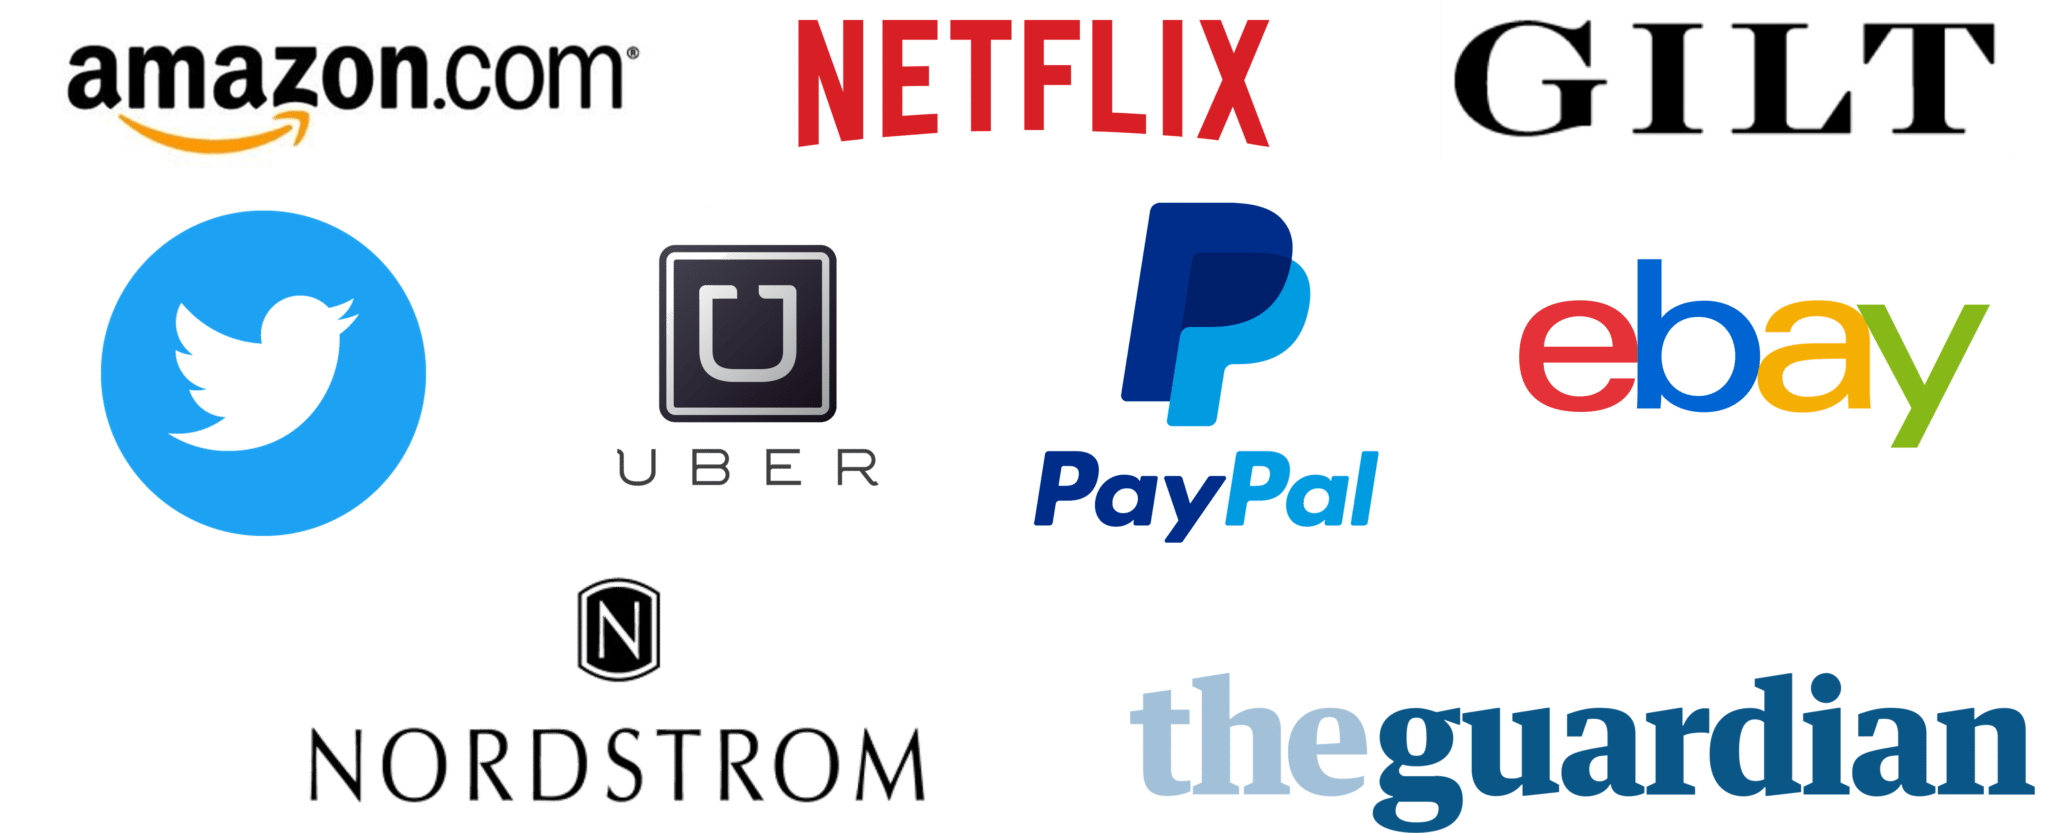 amazon.com®
NETFLIX
GILT
U
UBER
PayPal
ebay
N
NORDSTROM
theguardian